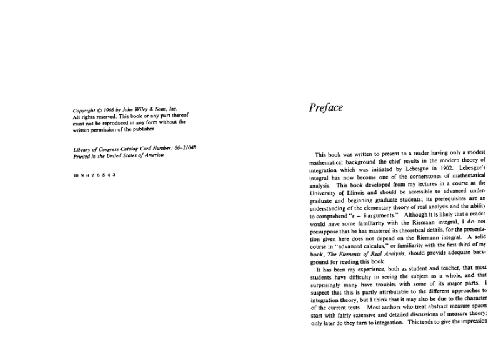 Copyright © 1966 by John Wiley & Sons, Inc.
All rights reserved. This book or any part thereof
must not be reproduced in any form without the
written permission of the publisher.
Library of Congress Catalog Card Number: 66-21048
Printed in the United States of America
Preface
This book was written to present to a reader having only a modest
mathematical background the chief results in the modern theory of
integration which was initiated by Lebesgue in 1902. Lebesgue's
integral has now become one of the cornerstones of mathematical
analysis. This book developed from my lectures in a course at the
University of Illinois and should be accessible to advanced under-
graduate and beginning graduate students; its prerequisites are an
understanding of the elementary theory of real analysis and the ability
to comprehend "ε – δ arguments." Although it is likely that a reader
would have some familiarity with the Riemann integral, I do not
presuppose that he has mastered its theoretical details, for the presenta-
tion given here does not depend on the Riemann integral. A solid
course in "advanced calculus," or familiarity with the first third of my
book, The Elements of Real Analysis, should provide adequate back-
ground for reading this book.
It has been my experience, both as student and teacher, that most
students have difficulty in seeing the subject as a whole, and that
surprisingly many have troubles with some of its major parts. I
suspect that this is partly attributable to the different approaches to
integration theory, but I think that it may also be due to the character
of the current texts. Most authors who treat abstract measure spaces
start with fairly extensive and detailed discussions of measure theory;
only later do they turn to integration. This tends to give the impression